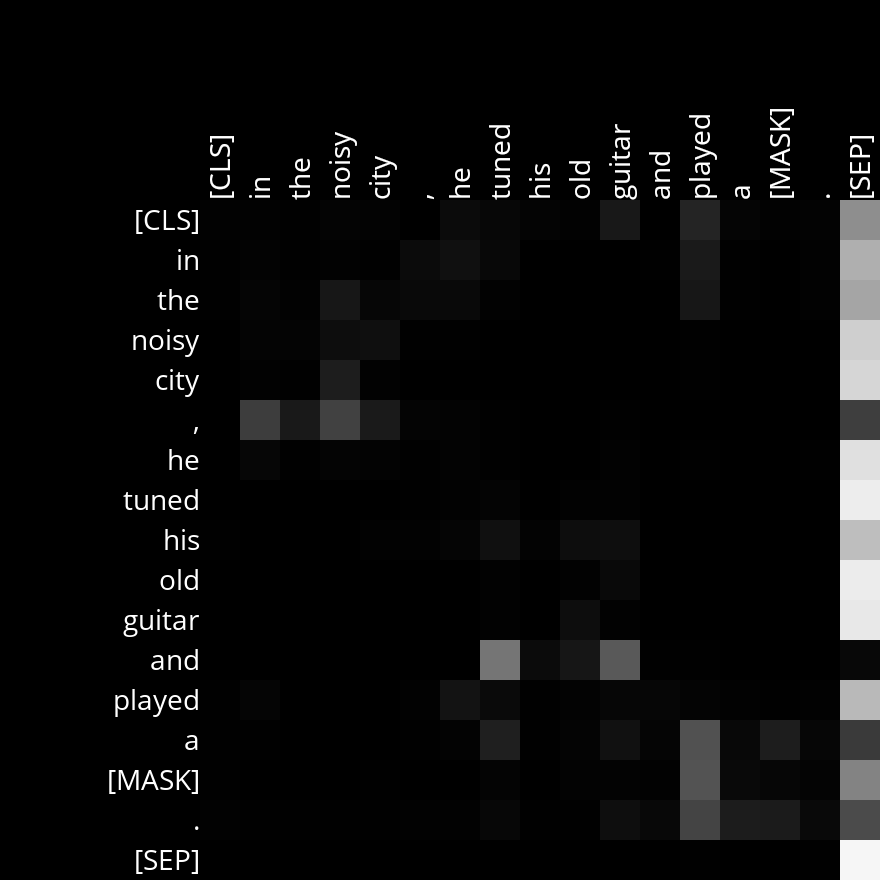 [CLS] in the noisy city , he tuned his old guitar and played a [MASK] . [SEP]
[CLS]
in
the
noisy
city
,
he
tuned
his
old
guitar
and
played
a
[MASK]
.
[SEP]